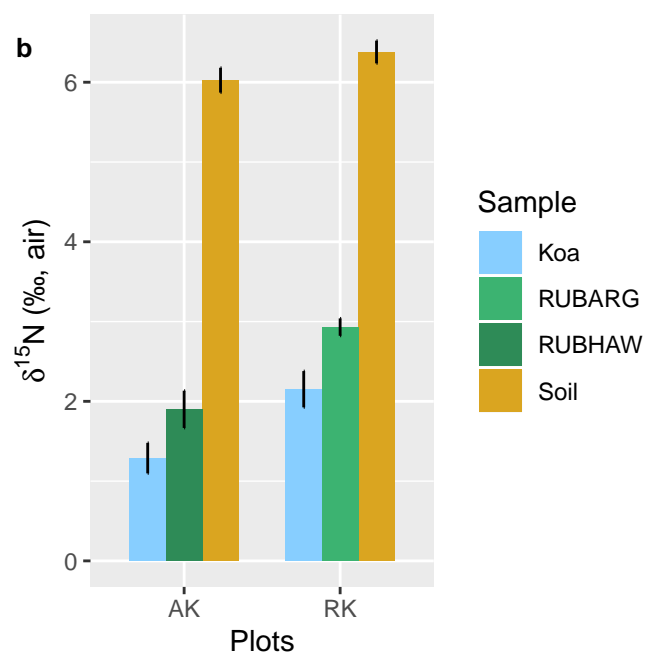 b
6
4
2
0
δ¹⁵N (‰, air)
AK RK
Plots
Sample
Koa
RUBARG
RUBHAW
Soil